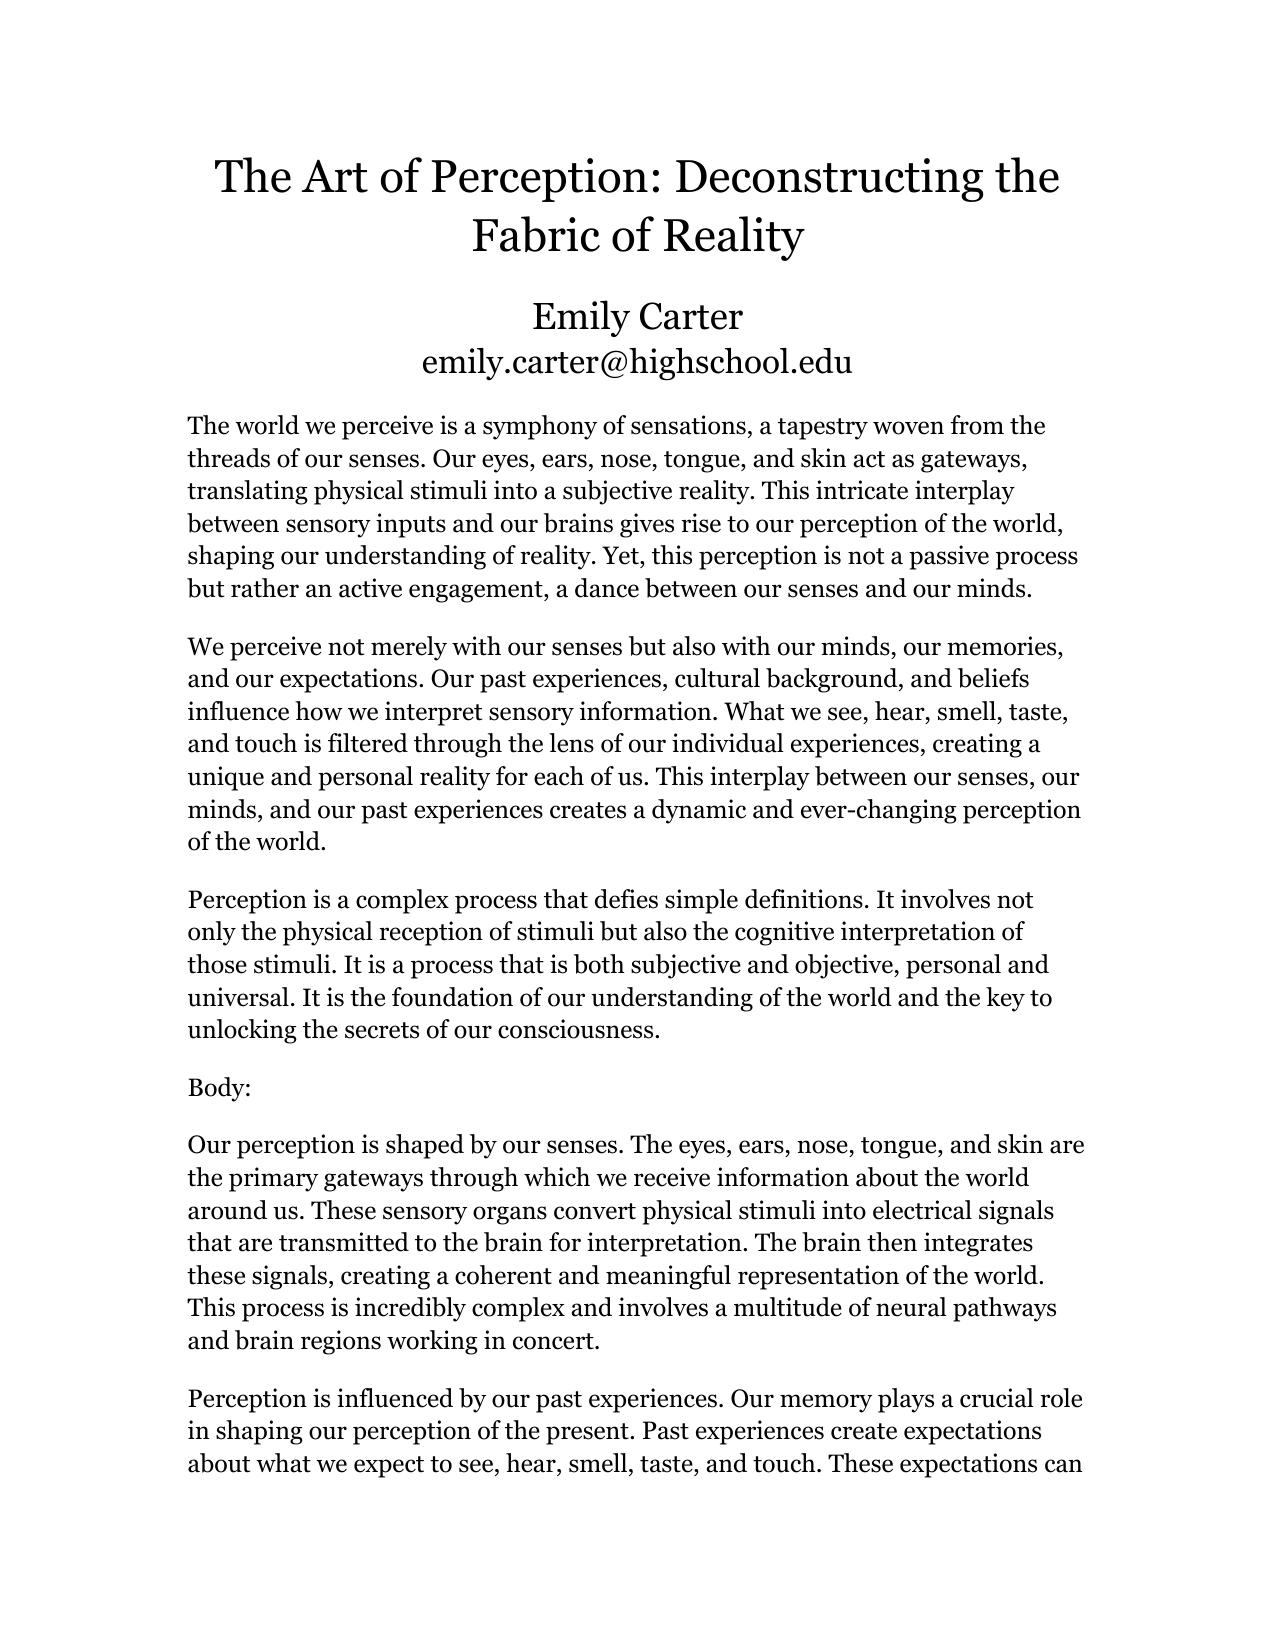 The Art of Perception: Deconstructing the
Fabric of Reality
Emily Carter
emily.carter@highschool.edu
The world we perceive is a symphony of sensations, a tapestry woven from the
threads of our senses. Our eyes, ears, nose, tongue, and skin act as gateways,
translating physical stimuli into a subjective reality. This intricate interplay
between sensory inputs and our brains gives rise to our perception of the world,
shaping our understanding of reality. Yet, this perception is not a passive process
but rather an active engagement, a dance between our senses and our minds.
We perceive not merely with our senses but also with our minds, our memories,
and our expectations. Our past experiences, cultural background, and beliefs
influence how we interpret sensory information. What we see, hear, smell, taste,
and touch is filtered through the lens of our individual experiences, creating a
unique and personal reality for each of us. This interplay between our senses, our
minds, and our past experiences creates a dynamic and ever-changing perception
of the world.
Perception is a complex process that defies simple definitions. It involves not
only the physical reception of stimuli but also the cognitive interpretation of
those stimuli. It is a process that is both subjective and objective, personal and
universal. It is the foundation of our understanding of the world and the key to
unlocking the secrets of our consciousness.
Body:
Our perception is shaped by our senses. The eyes, ears, nose, tongue, and skin are
the primary gateways through which we receive information about the world
around us. These sensory organs convert physical stimuli into electrical signals
that are transmitted to the brain for interpretation. The brain then integrates
these signals, creating a coherent and meaningful representation of the world.
This process is incredibly complex and involves a multitude of neural pathways
and brain regions working in concert.
Perception is influenced by our past experiences. Our memory plays a crucial role
in shaping our perception of the present. Past experiences create expectations
about what we expect to see, hear, smell, taste, and touch. These expectations can